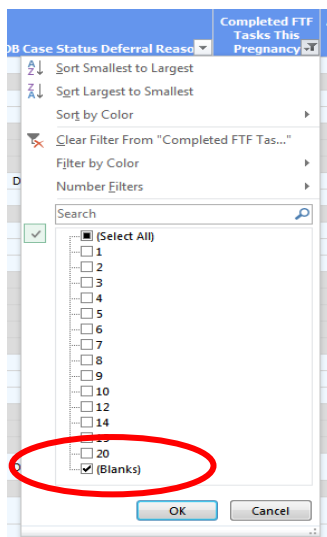 Completed FTF
Tasks This
DB Case Status Deferral Reaso
Pregnancy
Sort Smallest to Largest
Sort Largest to Smallest
Sort by Color
Clear Filter From "Completed FTF Tas..."
Filter by Color
Number Filters
Search
(Select All)
1
2
3
4
5
6
7
8
9
10
12
14
20
(Blanks)
OK
Cancel